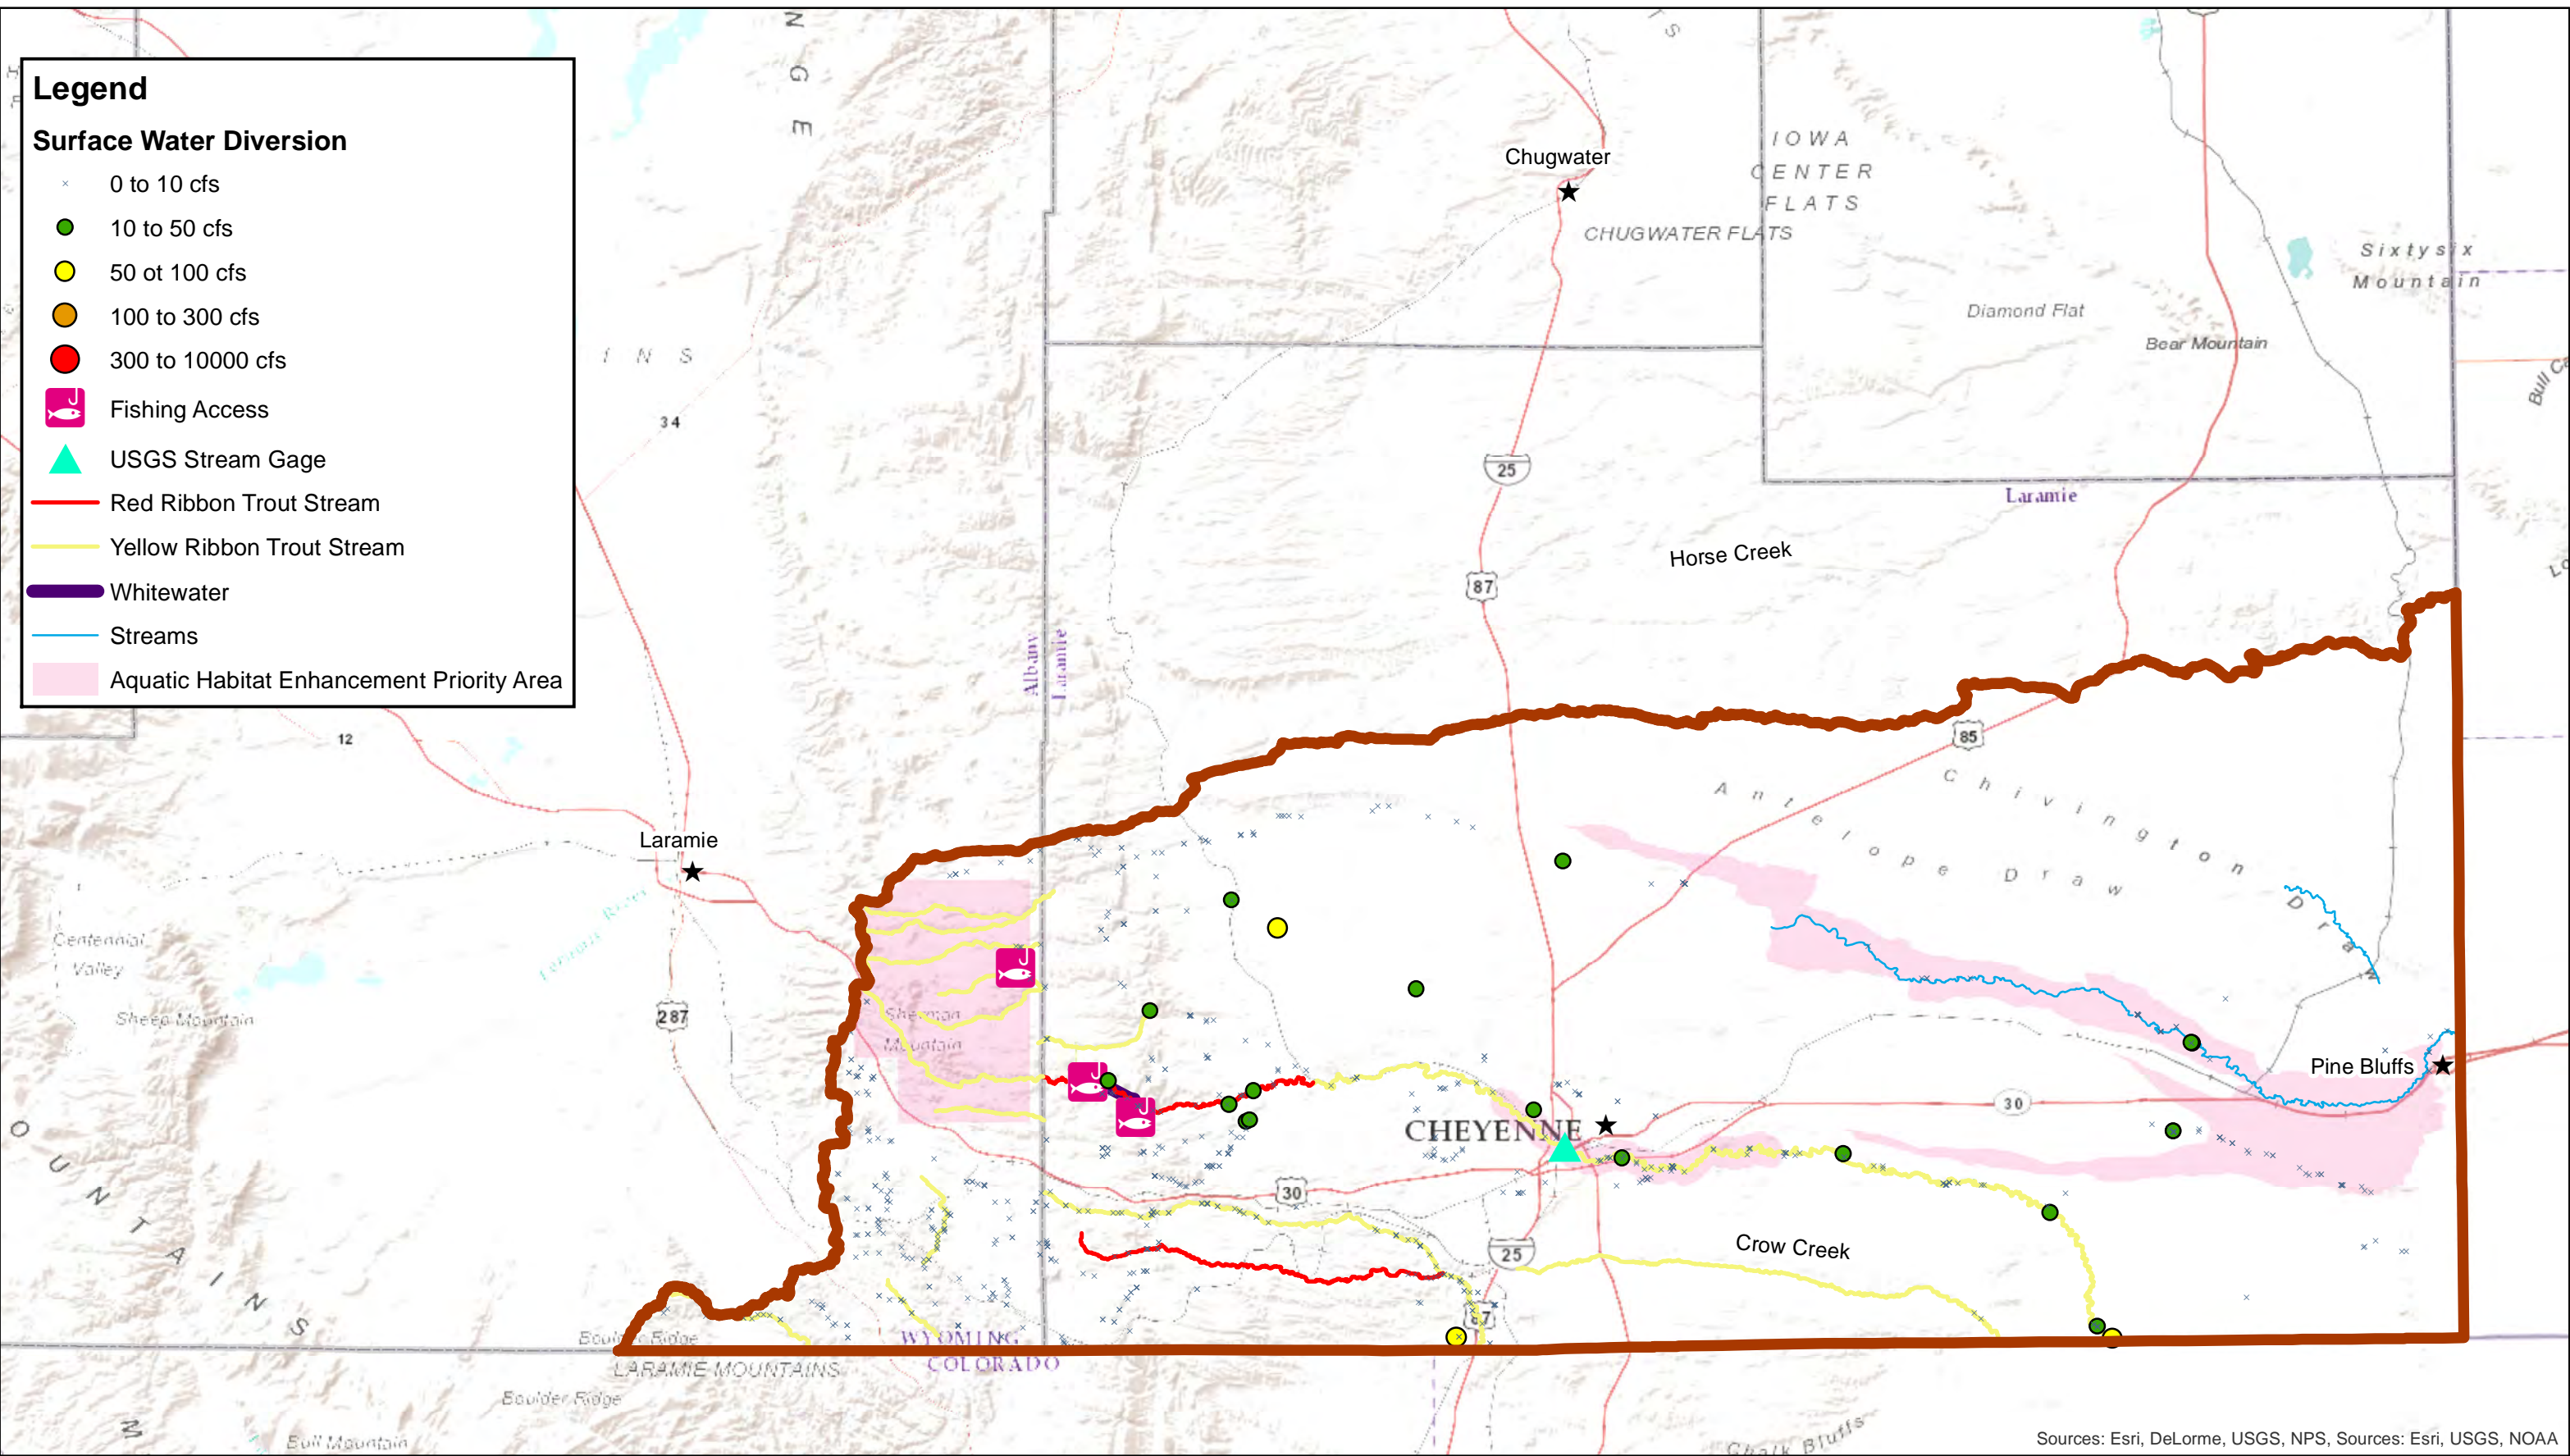 Legend
Surface Water Diversion
0 to 10 cfs
10 to 50 cfs
50 ot 100 cfs
100 to 300 cfs
300 to 10000 cfs
Fishing Access
USGS Stream Gage
Red Ribbon Trout Stream
Yellow Ribbon Trout Stream
Whitewater
Streams
Aquatic Habitat Enhancement Priority Area
N G E
I N S
34
12
Chugwater
IOWA
CENTER
FLATS
CHUGWATER FLATS
Sixtysix
Mountain
Diamond Flat
Bear Mountain
25
Laramie
Horse Creek
87
Albany
Laramie
85
Chivington
Draw
Antelope Draw
Laramie
Laramie River
Centennial
Valley
Sheep Mountain
287
Sherman
Mountain
Pine Bluffs
30
CHEYENNE
30
25
Crow Creek
87
OUNTAINS
M
Boulder Ridge
WYOMING
COLORADO
LARAMIE MOUNTAINS
Boulder Ridge
Bull Mountain
Chalk Bluffs
Sources: Esri, DeLorme, USGS, NPS, Sources: Esri, USGS, NOAA